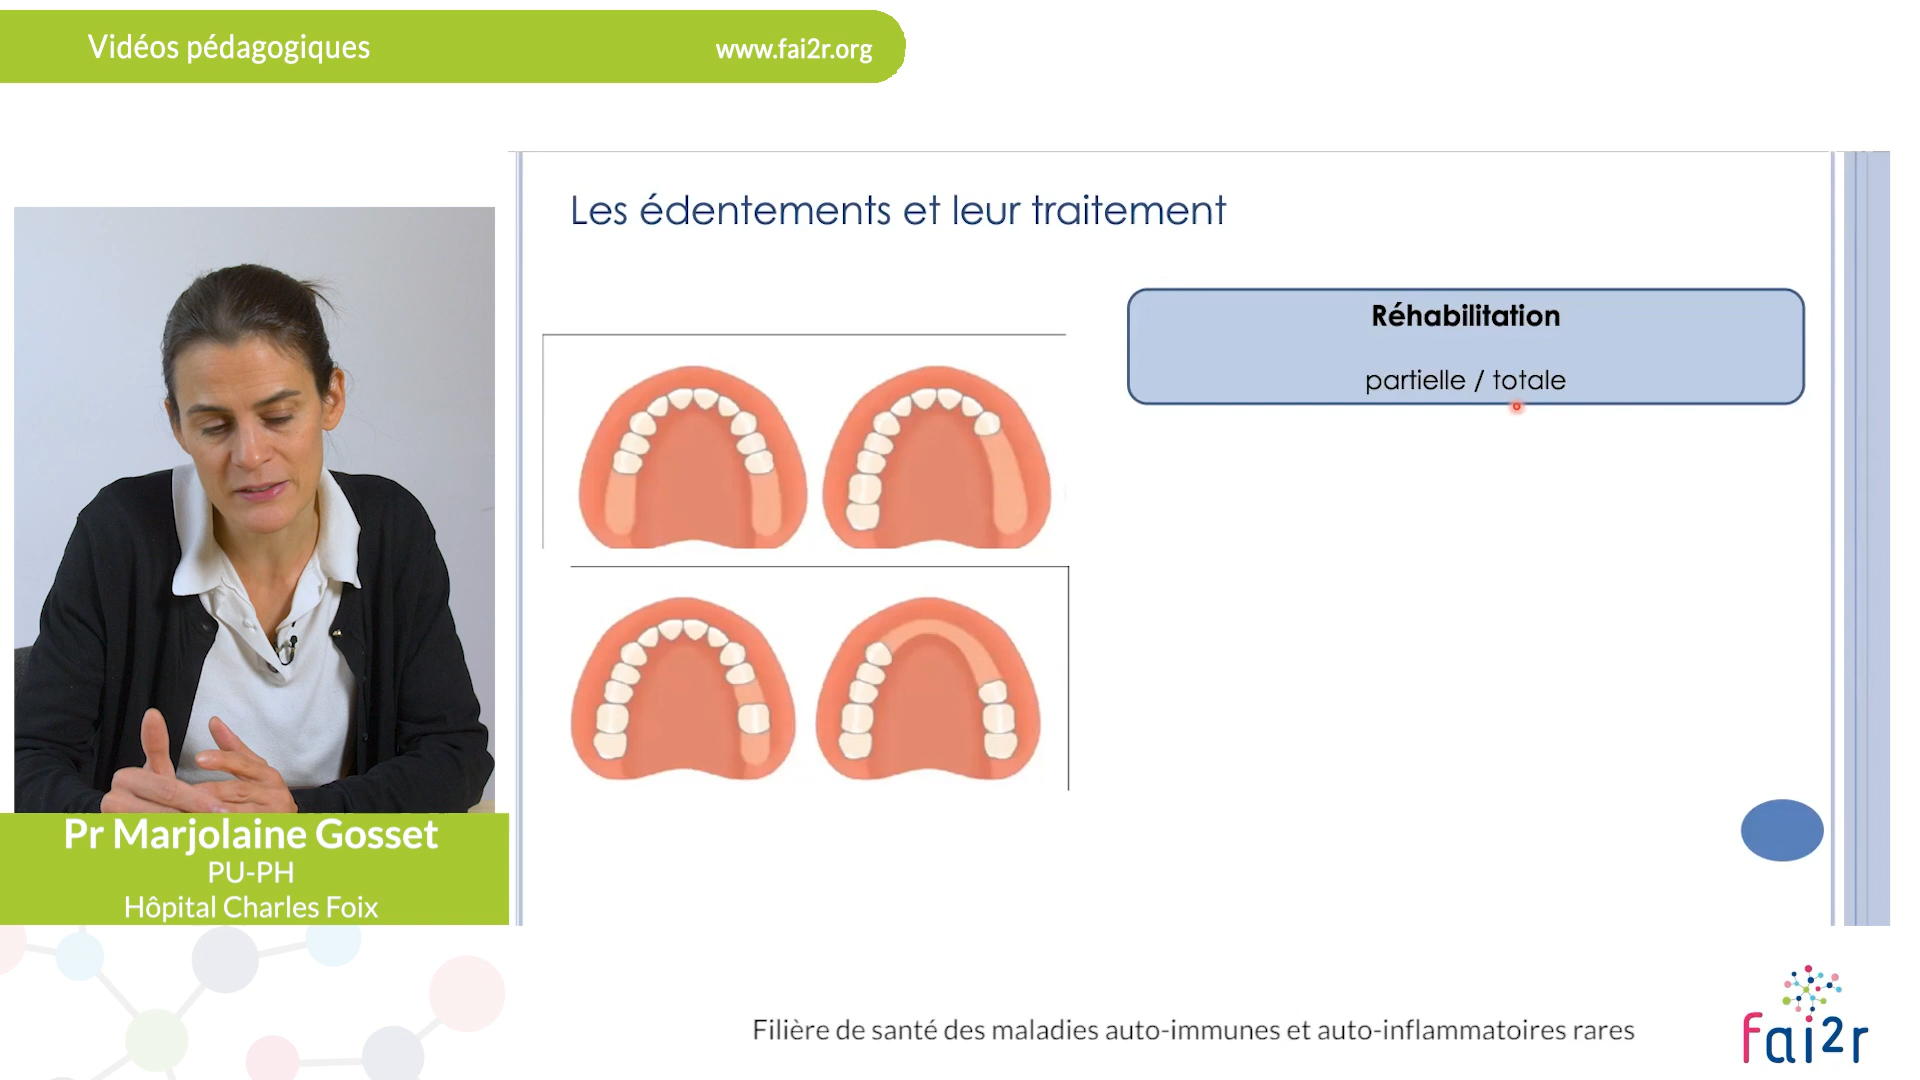 Vidéos pédagogiques
www.fai2r.org
Les édentements et leur traitement
Réhabilitation
partielle / totale
Pr Marjolaine Gosset
PU-PH
Hôpital Charles Foix
Filière de santé des maladies auto-immunes et auto-inflammatoires rares
fai2r